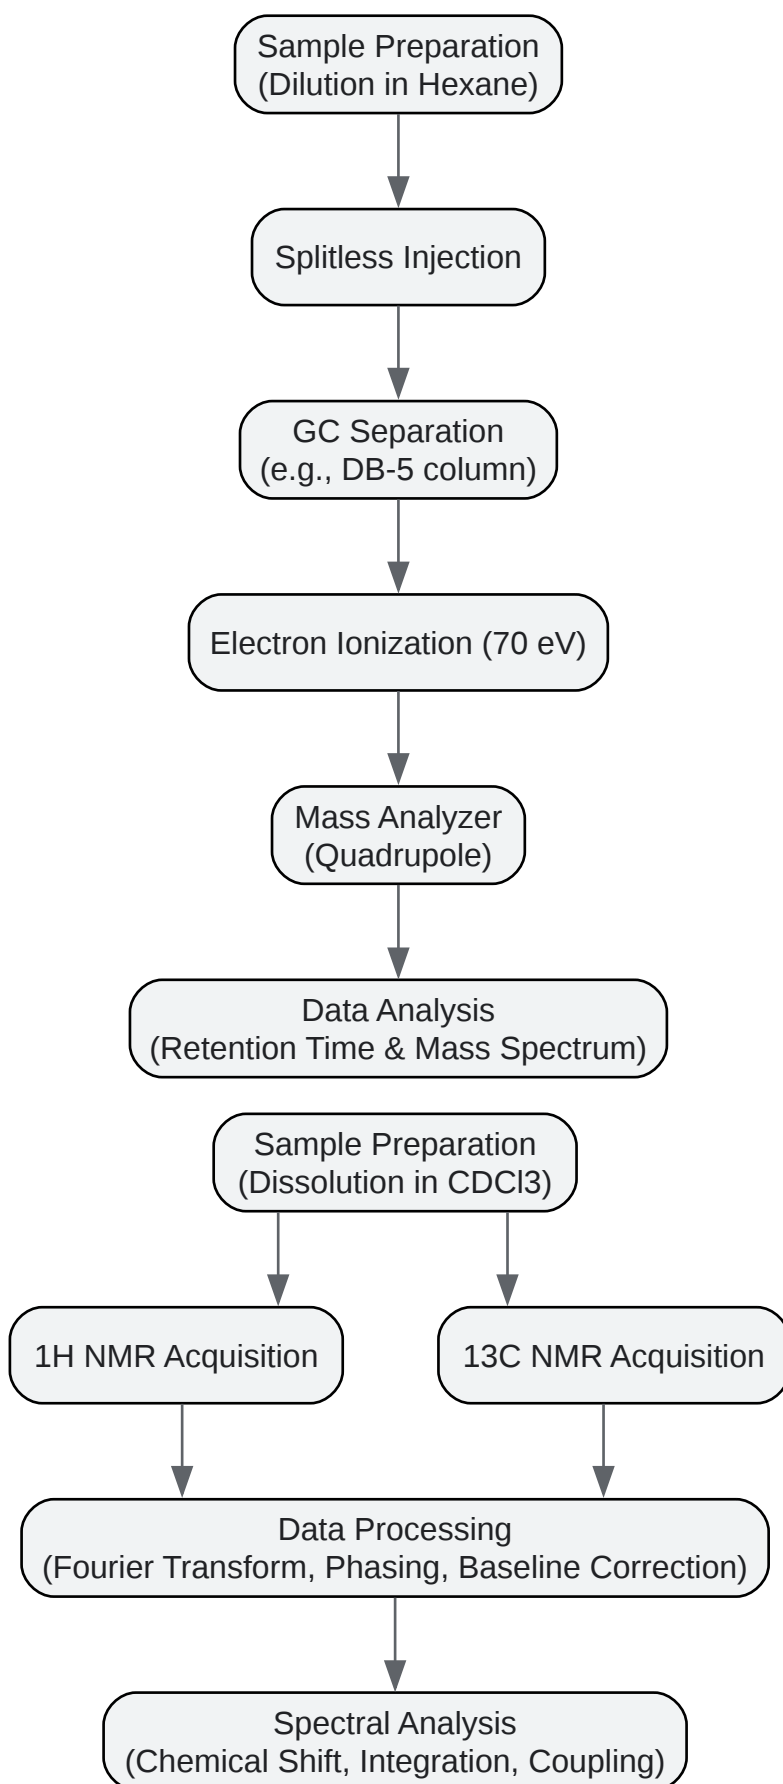 Sample Preparation
(Dilution in Hexane)
Splitless Injection
GC Separation
(e.g., DB-5 column)
Electron Ionization (70 eV)
Mass Analyzer
(Quadrupole)
Data Analysis
(Retention Time & Mass Spectrum)
Sample Preparation
(Dissolution in CDCl3)
1H NMR Acquisition
13C NMR Acquisition
Data Processing
(Fourier Transform, Phasing, Baseline Correction)
Spectral Analysis
(Chemical Shift, Integration, Coupling)